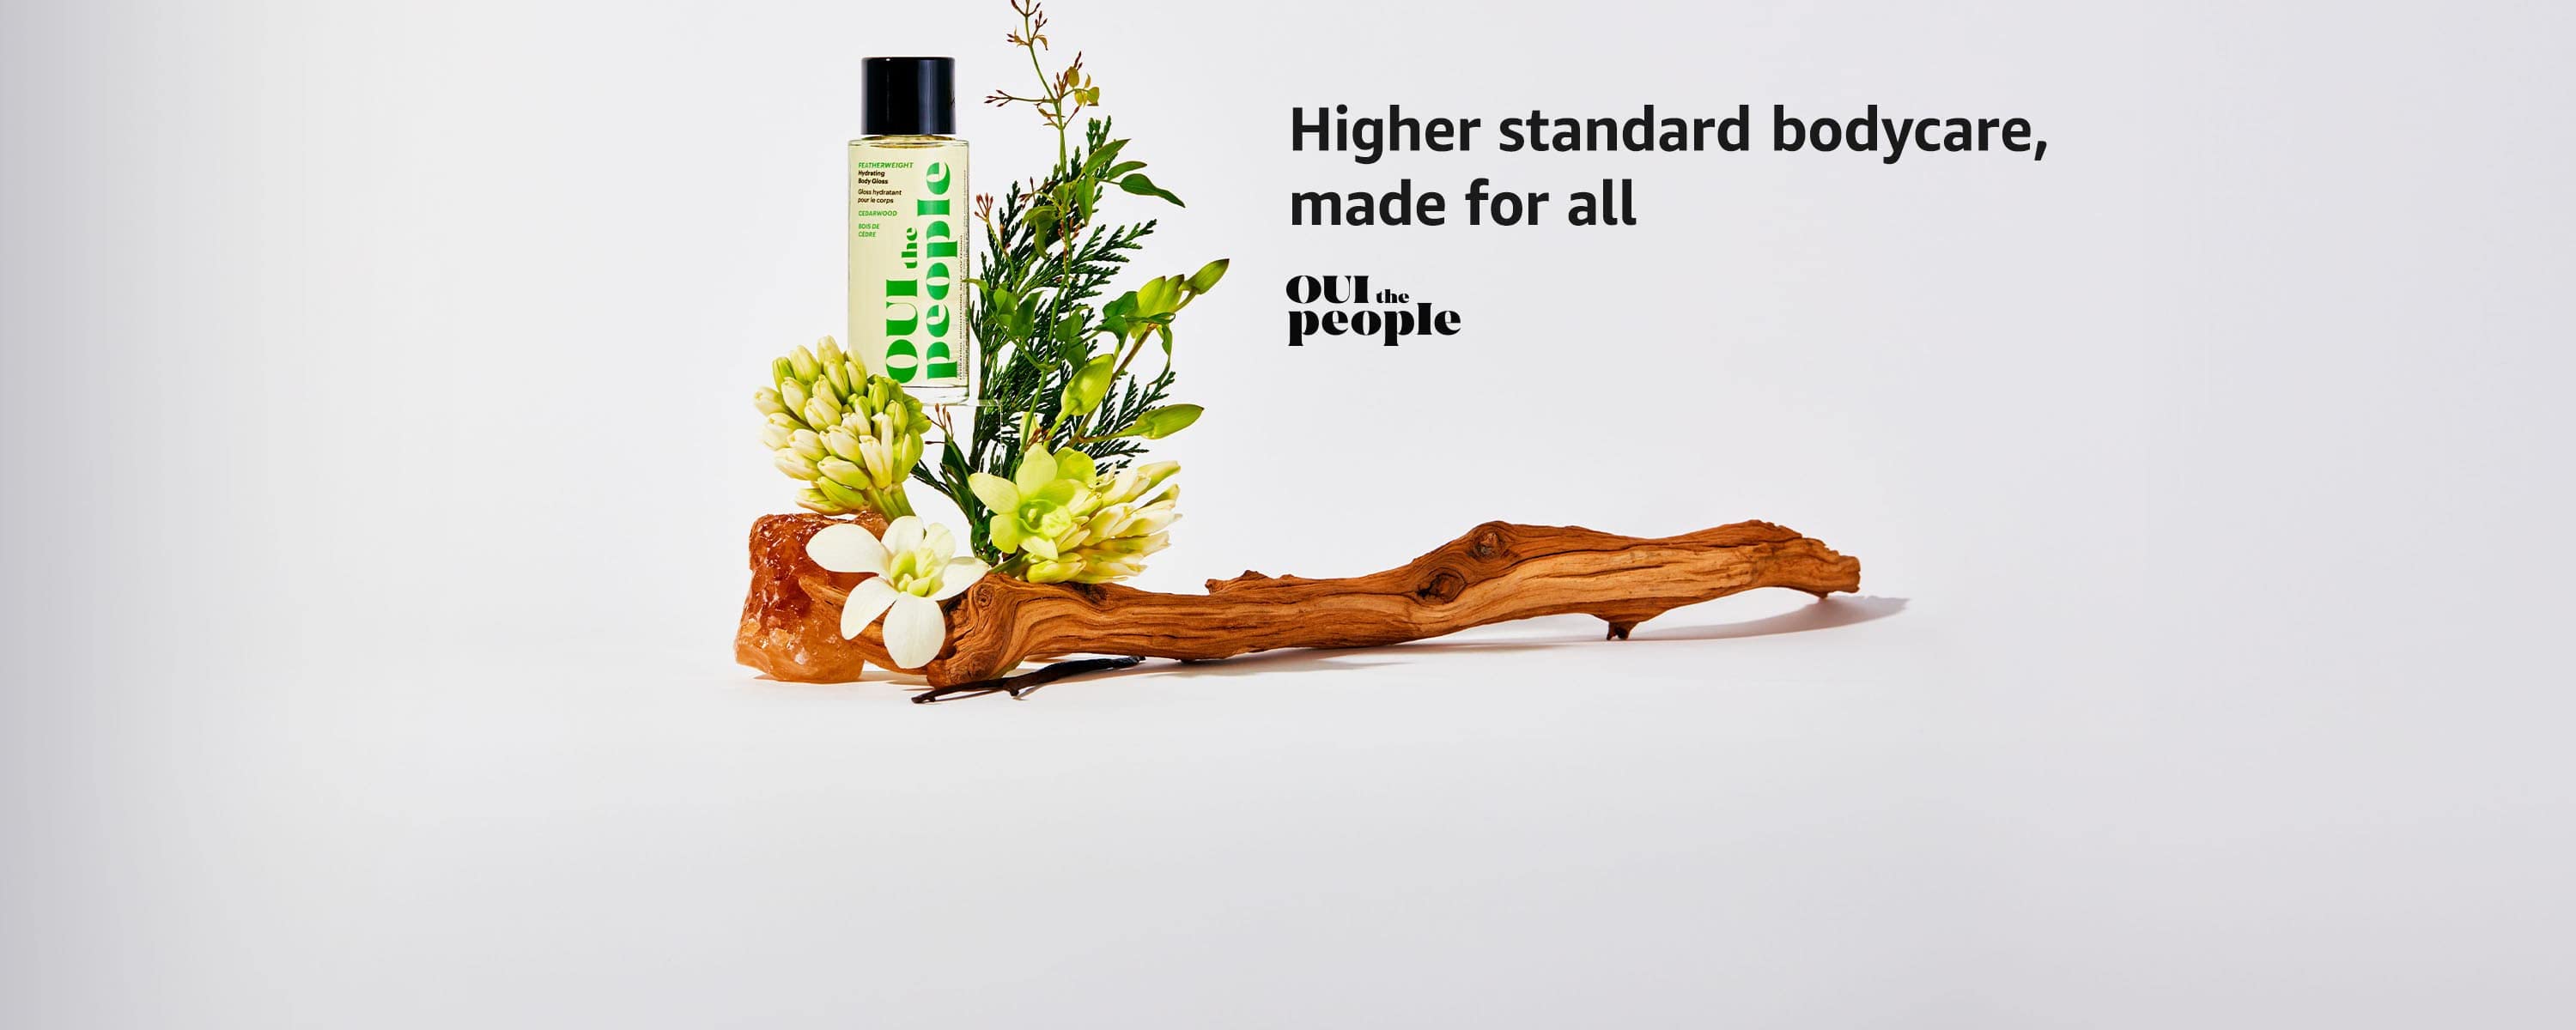 FEATHERWEIGHT
Hydrating
Body Gloss
Gloss hydratant
pour le corps
CEDARWOOD
BOIS DE
CÈDRE
OUI the
people
Higher standard bodycare,
made for all
OUI the
people